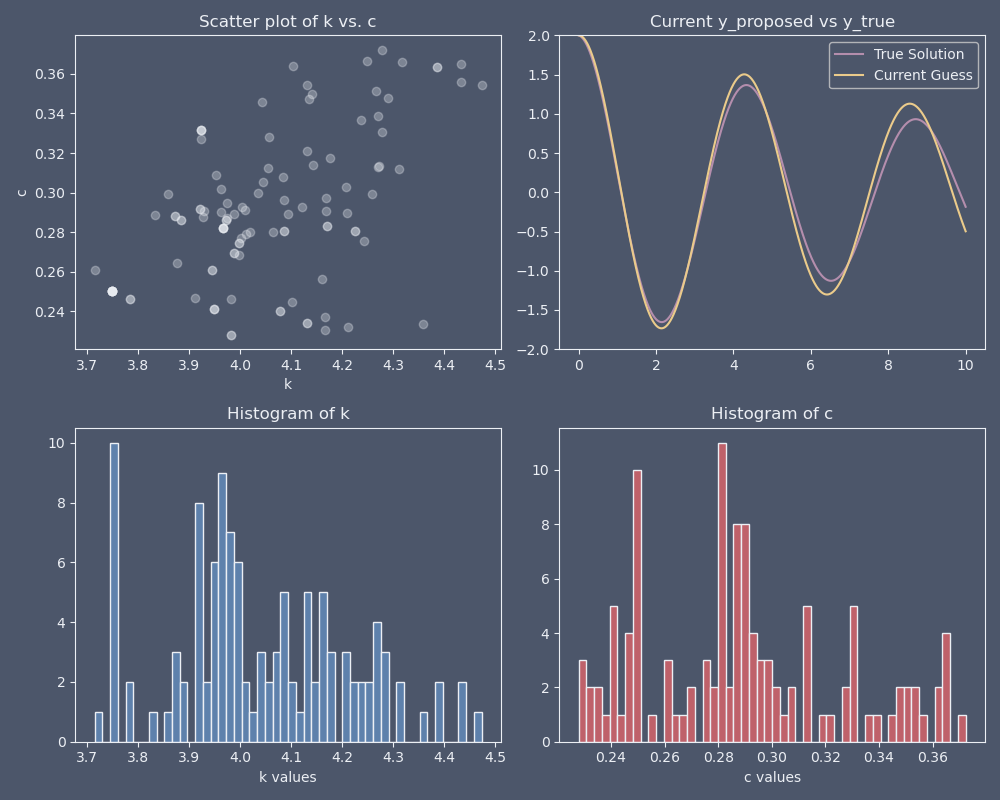 Scatter plot of k vs. c
c
0.36
0.34
0.32
0.30
0.28
0.26
0.24
3.7 3.8 3.9 4.0 4.1 4.2 4.3 4.4 4.5
k
Current y_proposed vs y_true
True Solution
Current Guess
2.0
1.5
1.0
0.5
0.0
−0.5
−1.0
−1.5
−2.0
0 2 4 6 8 10
Histogram of k
10
8
6
4
2
0
3.7 3.8 3.9 4.0 4.1 4.2 4.3 4.4 4.5
k values
Histogram of c
10
8
6
4
2
0
0.24 0.26 0.28 0.30 0.32 0.34 0.36
c values